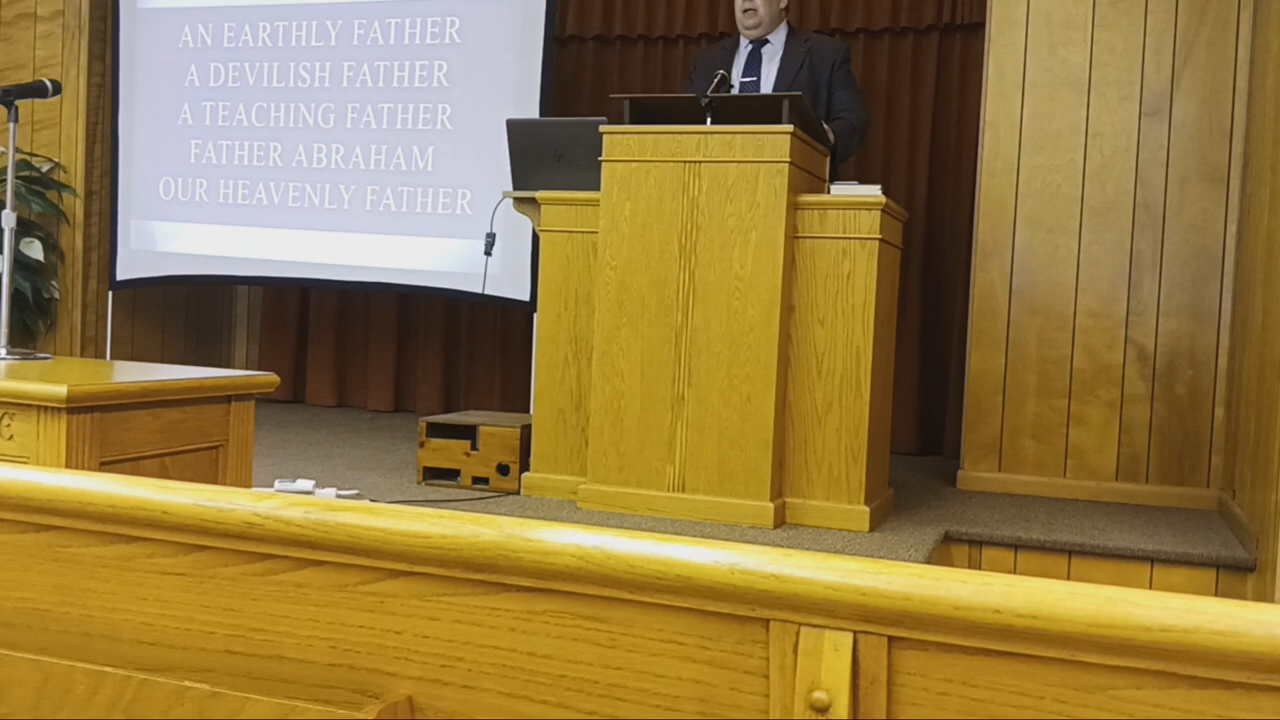 AN EARTHLY FATHER
A DEVILISH FATHER
A TEACHING FATHER
FATHER ABRAHAM
OUR HEAVENLY FATHER